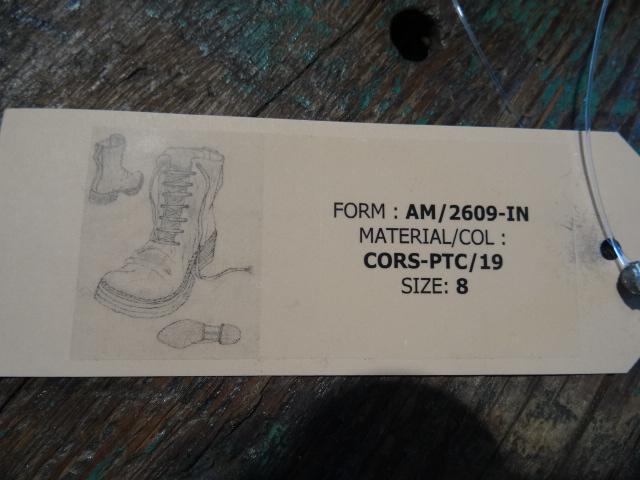 FORM : AM/2609-IN
MATERIAL/COL :
CORS-PTC/19
SIZE: 8